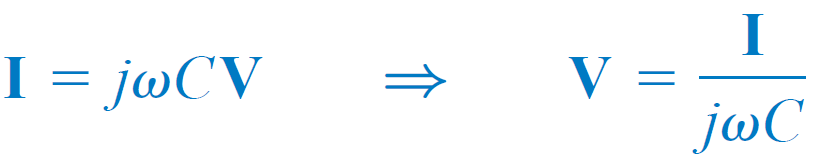 I = jωCV ⇒ V = I/jωC